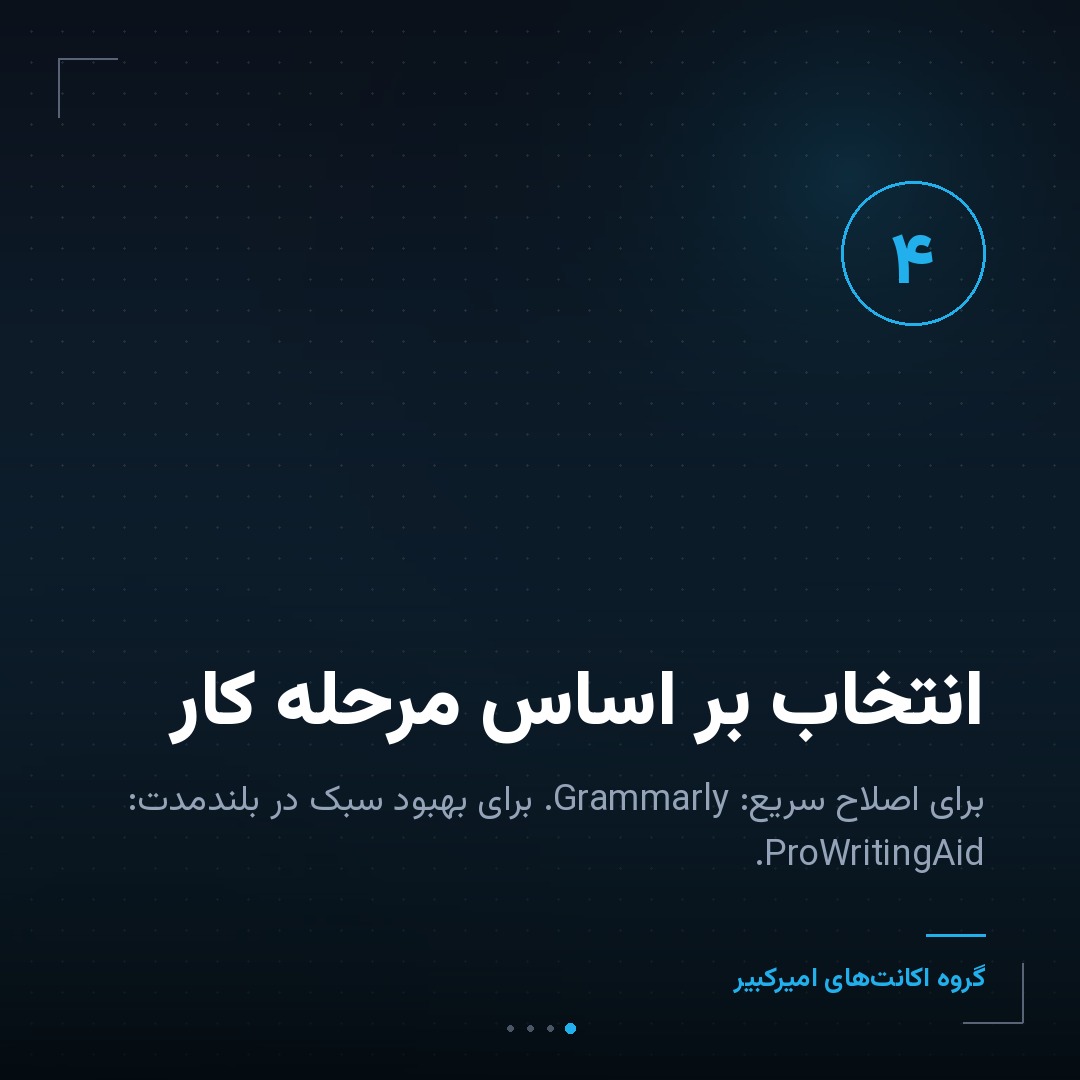 ۴
انتخاب بر اساس مرحله کار
برای اصلاح سریع: Grammarly. برای بهبود سبک در بلندمدت:
ProWritingAid.
گروه اکانت‌های امیرکبیر